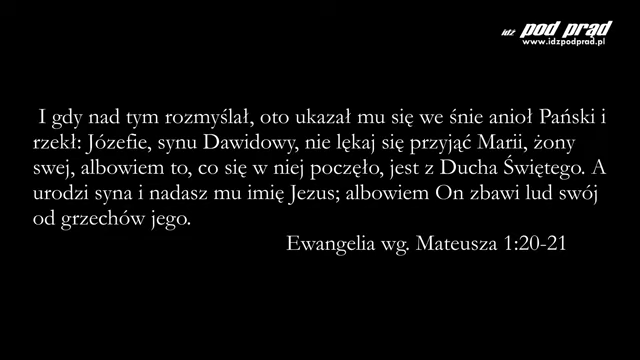 idź pod prąd
www.idzpodprad.pl
I gdy nad tym rozmyślał, oto ukazał mu się we śnie anioł Pański i
rzekł: Józefie, synu Dawidowy, nie lękaj się przyjąć Marii, żony
swej, albowiem to, co się w niej poczęło, jest z Ducha Świętego. A
urodzi syna i nadasz mu imię Jezus; albowiem On zbawi lud swój
od grzechów jego.
Ewangelia wg. Mateusza 1:20-21